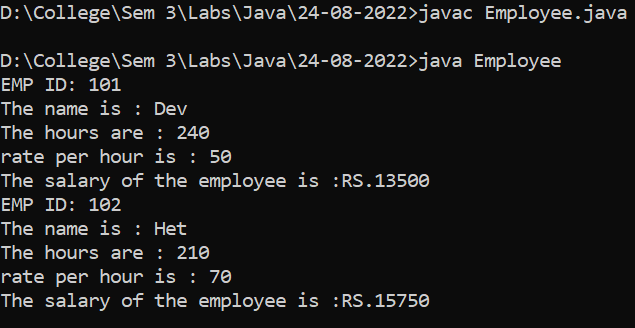 D:\College\Sem 3\Labs\Java\24-08-2022>javac Employee.java
D:\College\Sem 3\Labs\Java\24-08-2022>java Employee
EMP ID: 101
The name is : Dev
The hours are : 240
rate per hour is : 50
The salary of the employee is :RS.13500
EMP ID: 102
The name is : Het
The hours are : 210
rate per hour is : 70
The salary of the employee is :RS.15750